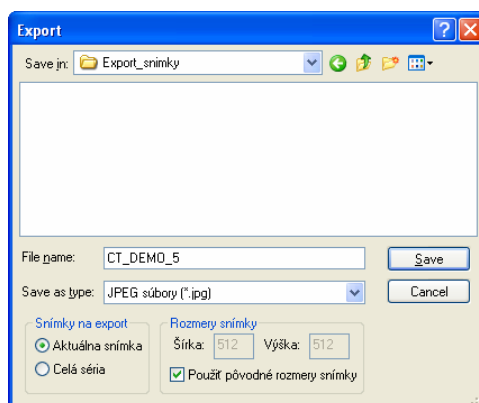 Export
Save in: Export_snimky
File name: CT_DEMO_5 Save
Save as type: JPEG súbory (*.jpg) Cancel
Snímky na export Rozmery snímky
Aktuálna snímka Šírka: 512 Výška: 512
Celá séria Použiť pôvodné rozmery snímky